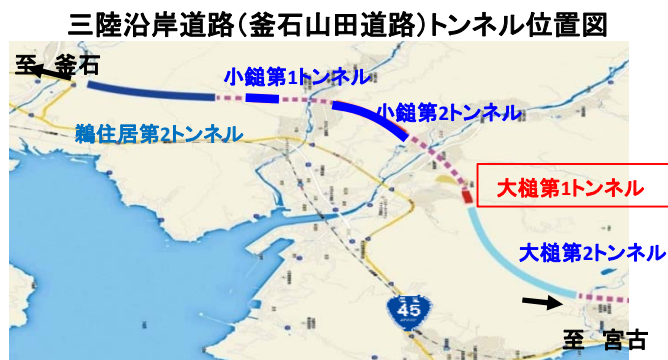 三陸沿岸道路(釜石山田道路)トンネル位置図
至 釜石
小鎚第1トンネル
小鎚第2トンネル
鵜住居第2トンネル
大槌第1トンネル
大槌第2トンネル
45
至 宮古